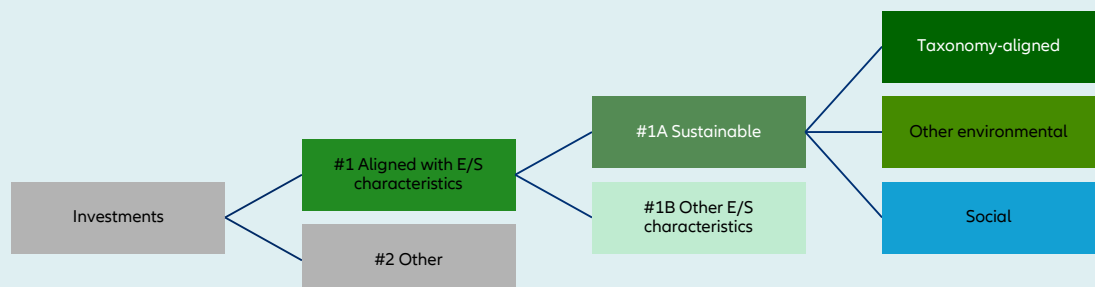 Investments
#1 Aligned with E/S
characteristics
#2 Other
#1A Sustainable
#1B Other E/S
characteristics
Taxonomy-aligned
Other environmental
Social